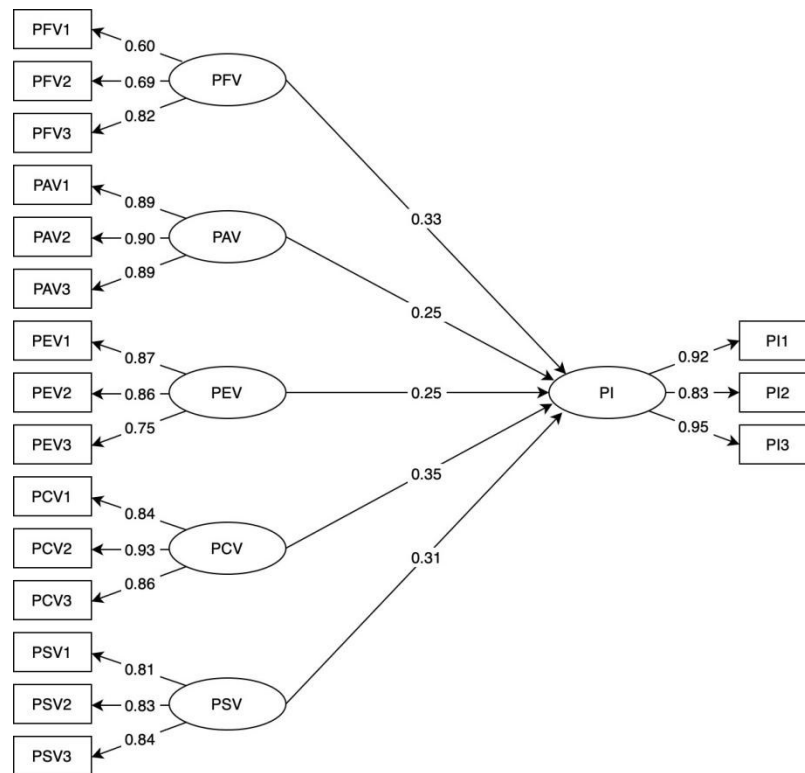 PFV1
0.60
PFV2
0.69
PFV
PFV3
0.82
PAV1
0.89
PAV2
0.90
PAV
PAV3
0.89
PEV1
0.87
PEV2
0.86
PEV
PEV3
0.75
PCV1
0.84
PCV2
0.93
PCV
PCV3
0.86
PSV1
0.81
PSV2
0.83
PSV
PSV3
0.84
0.33
0.25
0.25
0.35
0.31
PI
0.92
PI1
0.83
PI2
0.95
PI3